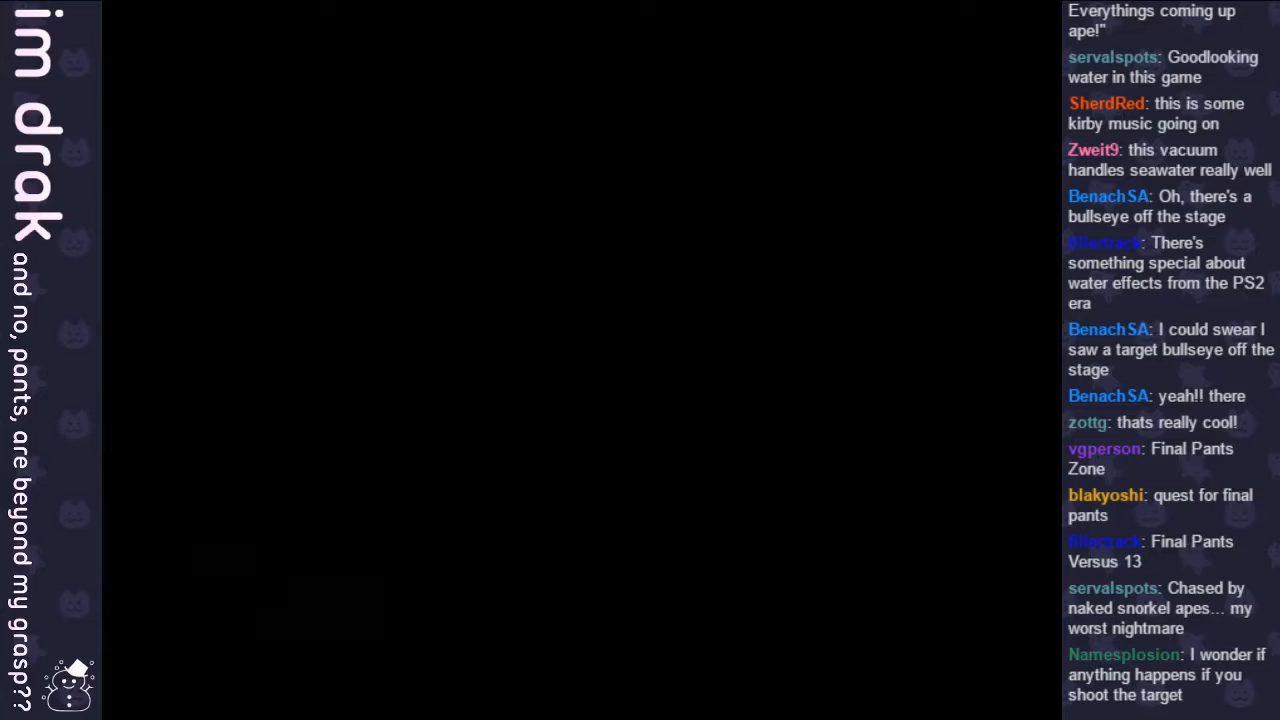 im drak and no, pants, are beyond my grasp??
Everythings coming up
ape!"
servalspots: Goodlooking
water in this game
SherdRed: this is some
kirby music going on
Zweit9: this vacuum
handles seawater really well
BenachSA: Oh, there's a
bullseye off the stage
fillertrack: There's
something special about
water effects from the PS2
era
BenachSA: I could swear I
saw a target bullseye off the
stage
BenachSA: yeah!! there
zottg: thats really cool!
vgperson: Final Pants
Zone
blakyoshi: quest for final
pants
fillertrack: Final Pants
Versus 13
servalspots: Chased by
naked snorkel apes... my
worst nightmare
Namesplosion: I wonder if
anything happens if you
shoot the target